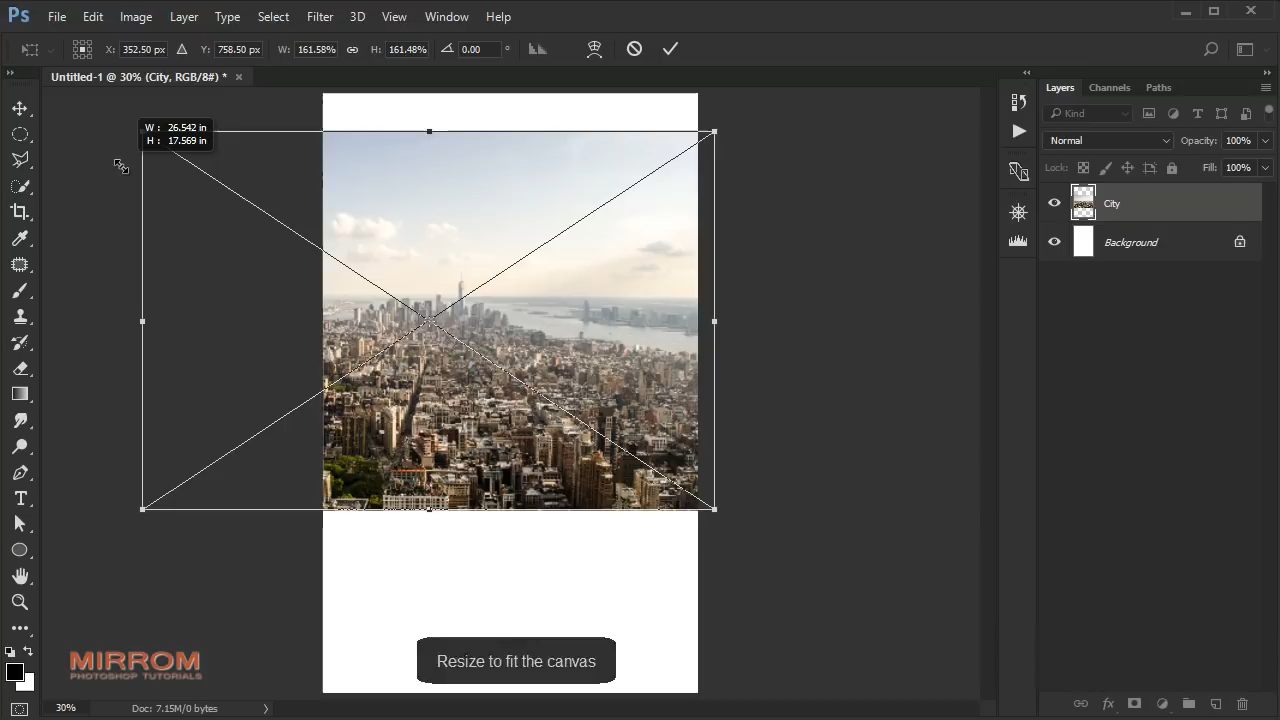 Ps File Edit Image Layer Type Select Filter 3D View Window Help
X: 352.50 px Y: 758.50 px W: 161.58% H: 161.48% 0.00 °
Untitled-1 @ 30% (City, RGB/8#) * ×
Layers Channels Paths
Kind
Normal Opacity: 100%
Lock: Fill: 100%
W : 26.542 in
H : 17.569 in
City
Background
T
Resize to fit the canvas
MIRROM
PHOTOSHOP TUTORIALS
30% Doc: 7.15M/0 bytes
fx